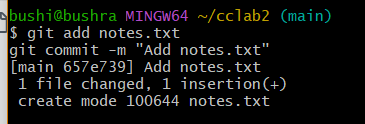 bushi@bushra MINGW64 ~/cclab2 (main)
$ git add notes.txt
git commit -m "Add notes.txt"
[main 657e739] Add notes.txt
 1 file changed, 1 insertion(+)
 create mode 100644 notes.txt